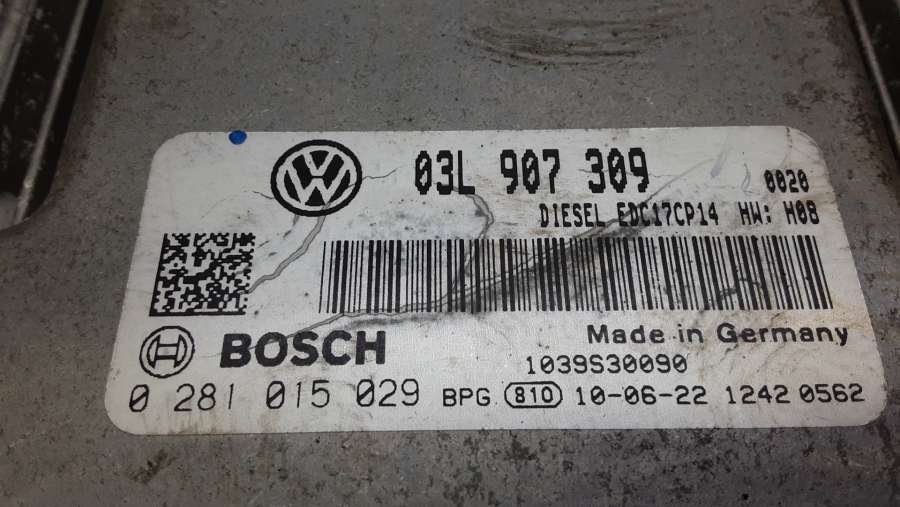 VW 03L 907 309
0020
DIESEL EDC17CP14 HW: H08
BOSCH
Made in Germany
1039S30090
0 281 015 029 BPG 810 10-06-22 1242 0562